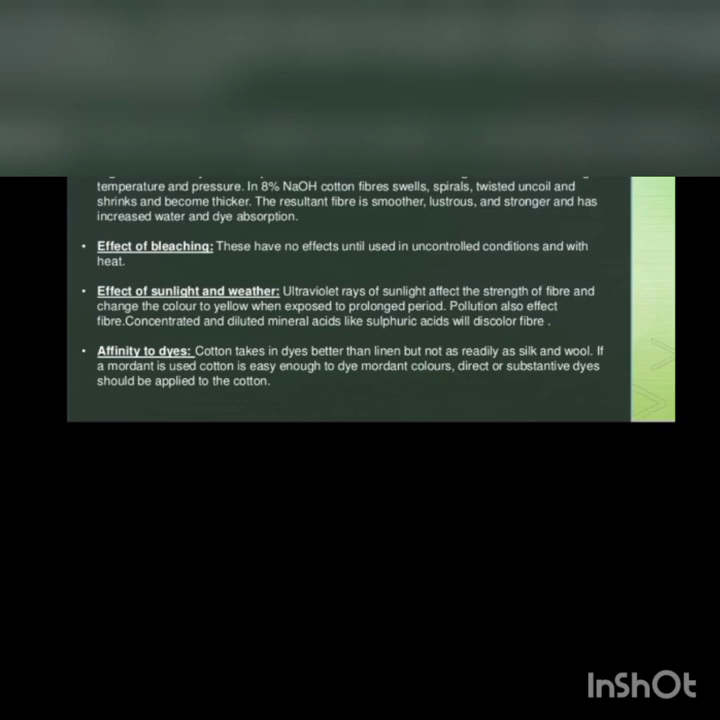 temperature and pressure. In 8% NaOH cotton fibres swells, spirals, twisted uncoil and
shrinks and become thicker. The resultant fibre is smoother, lustrous, and stronger and has
increased water and dye absorption.
• Effect of bleaching: These have no effects until used in uncontrolled conditions and with
heat.
• Effect of sunlight and weather: Ultraviolet rays of sunlight affect the strength of fibre and
change the colour to yellow when exposed to prolonged period. Pollution also effect
fibre.Concentrated and diluted mineral acids like sulphuric acids will discolor fibre .
• Affinity to dyes: Cotton takes in dyes better than linen but not as readily as silk and wool. If
a mordant is used cotton is easy enough to dye mordant colours, direct or substantive dyes
should be applied to the cotton.
InShOt